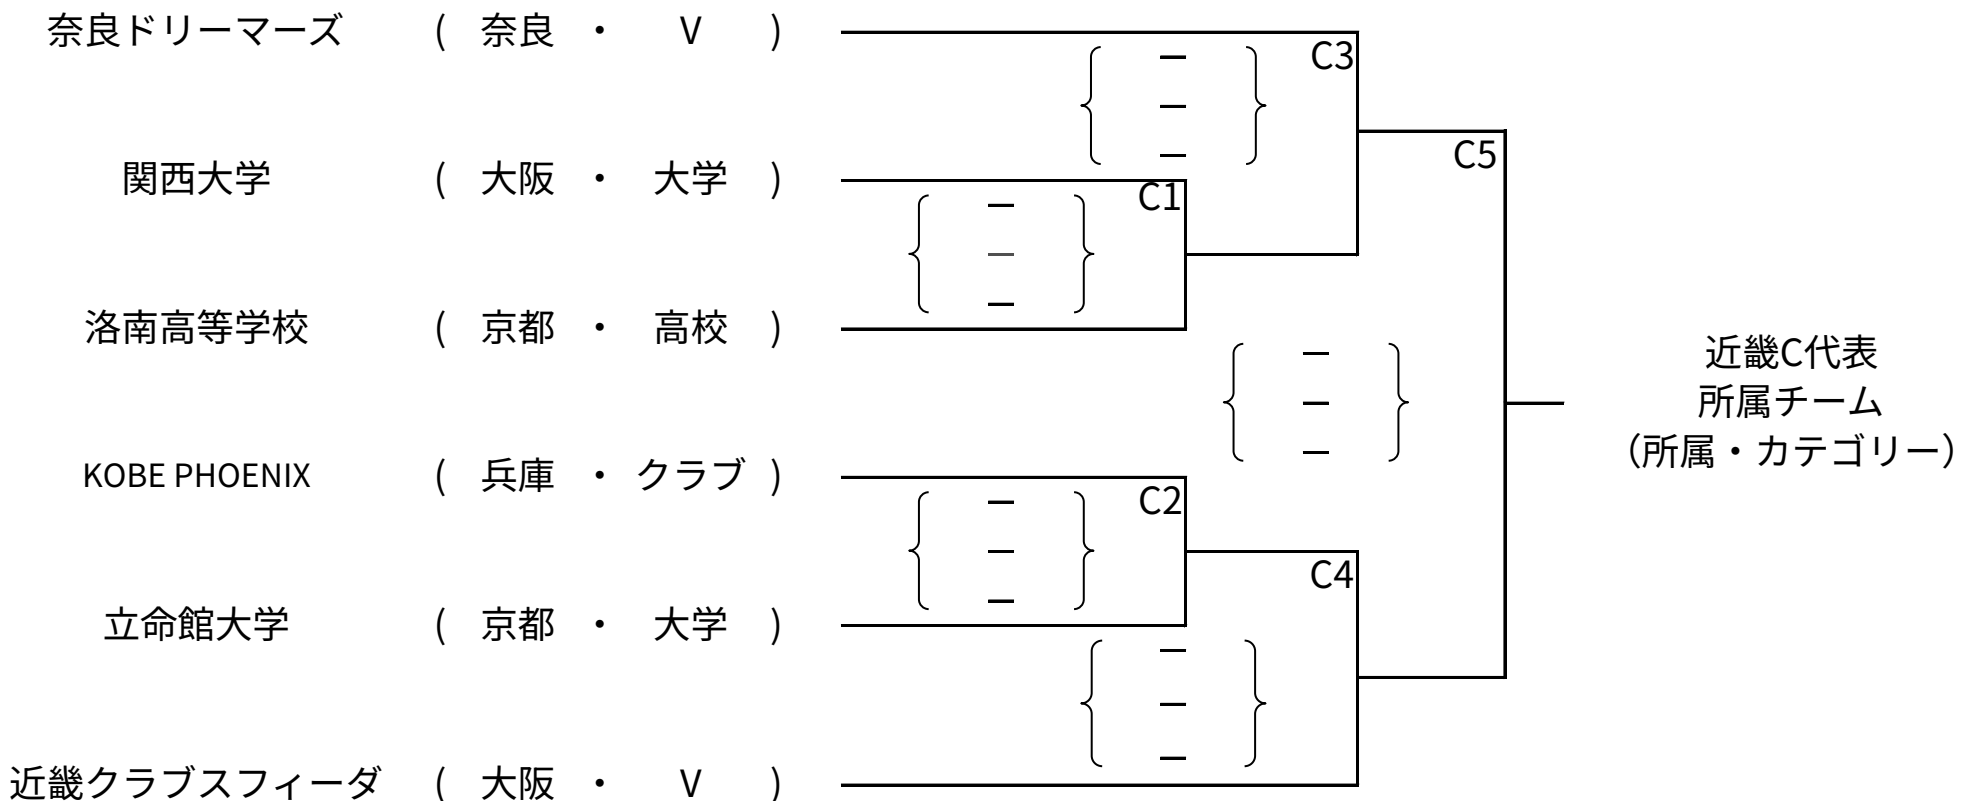 奈良ドリーマーズ ( 奈良 ・ V )
C3
C5
関西大学 ( 大阪 ・ 大学 )
C1
洛南高等学校 ( 京都 ・ 高校 )
近畿C代表
所属チーム
（所属・カテゴリー）
KOBE PHOENIX ( 兵庫 ・ クラブ )
C2
C4
立命館大学 ( 京都 ・ 大学 )
近畿クラブスフィーダ ( 大阪 ・ V )